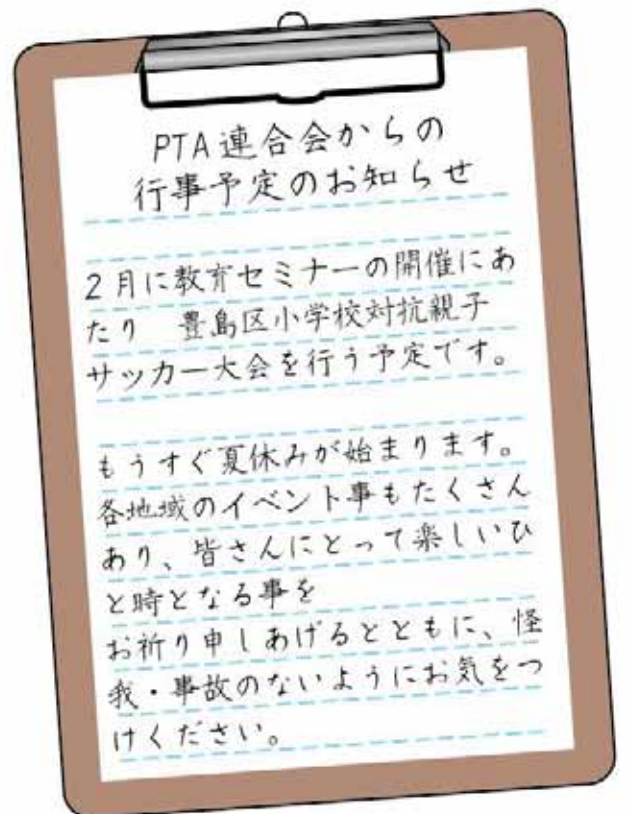 PTA連合会からの
行事予定のお知らせ
2月に教育セミナーの開催にあ
たり　豊島区小学校対抗親子
サッカー大会を行う予定です。
もうすぐ夏休みが始まります。
各地域のイベント事もたくさん
あり、皆さんにとって楽しいひ
と時となる事を
お祈り申しあげるとともに、怪
我・事故のないようにお気をつ
けください。